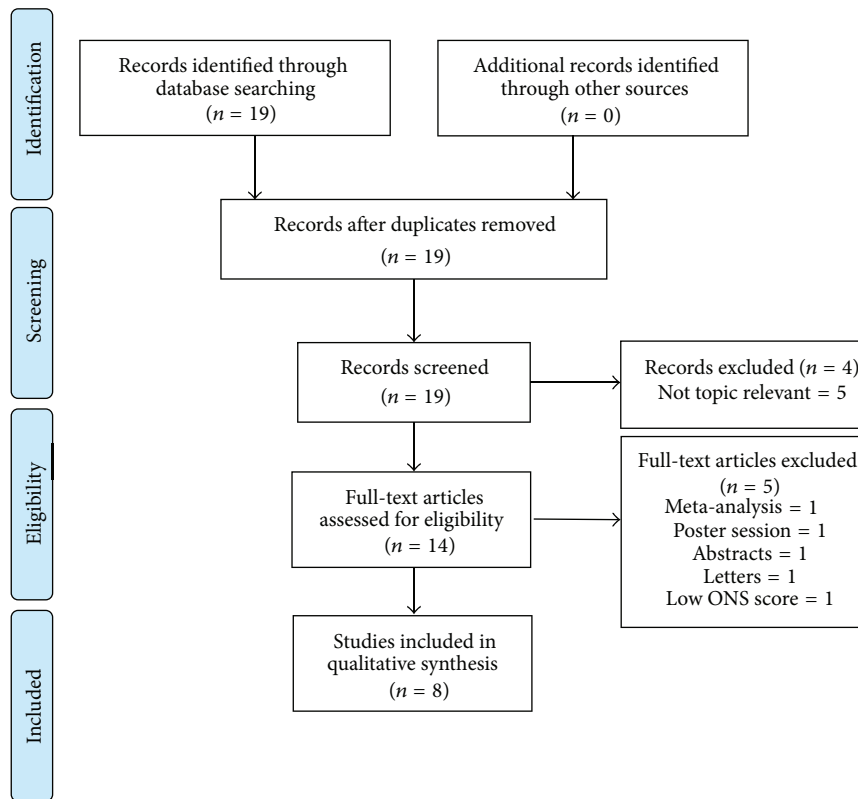 Identification
Records identified through
database searching
(n = 19)
Additional records identified
through other sources
(n = 0)
Screening
Records after duplicates removed
(n = 19)
Records screened
(n = 19)
Records excluded (n = 4)
Not topic relevant = 5
Eligibility
Full-text articles
assessed for eligibility
(n = 14)
Full-text articles excluded
(n = 5)
Meta-analysis = 1
Poster session = 1
Abstracts = 1
Letters = 1
Low ONS score = 1
Included
Studies included in
qualitative synthesis
(n = 8)